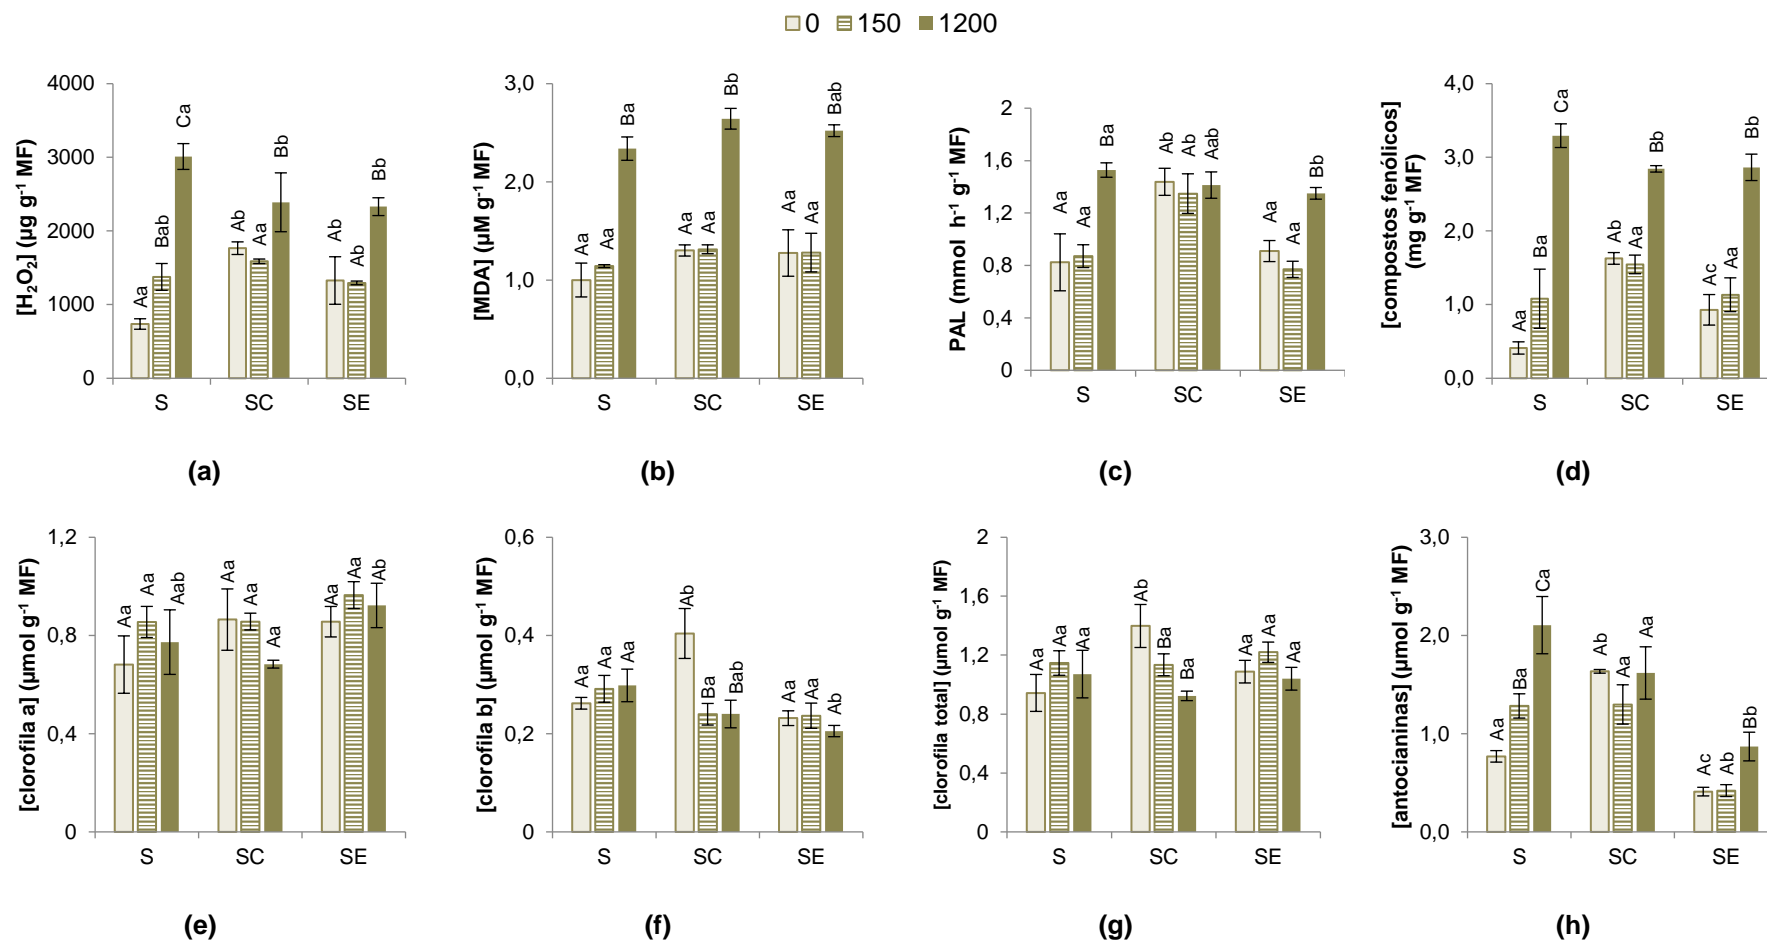 0 150 1200
[H₂O₂] (µg g⁻¹ MF)
4000
3000
2000
1000
0
Aa Bab Ca
Ab Aa Bb
Ab Ab Bb
S SC SE
(a)
[MDA] (µM g⁻¹ MF)
3,0
2,0
1,0
0,0
Aa Aa Ba
Aa Aa Bb
Aa Aa Bab
S SC SE
(b)
PAL (mmol h⁻¹ g⁻¹ MF)
2
1,6
1,2
0,8
0,4
0
Aa Aa Ba
Ab Ab Aab
Aa Aa Bb
S SC SE
(c)
[compostos fenólicos]
(mg g⁻¹ MF)
4,0
3,0
2,0
1,0
0,0
Aa Ba Ca
Ab Aa Bb
Ac Aa Bb
S SC SE
(d)
[clorofila a] (µmol g⁻¹ MF)
1,2
0,8
0,4
0
Aa Aa Aab
Aa Aa Aa
Aa Aa Ab
S SC SE
(e)
[clorofila b] (µmol g⁻¹ MF)
0,6
0,4
0,2
0
Aa Aa Aa
Ab Ba Bab
Aa Aa Ab
S SC SE
(f)
[clorofila total] (µmol g⁻¹ MF)
2
1,6
1,2
0,8
0,4
0
Aa Aa Aa
Ab Ba Ba
Aa Aa Aa
S SC SE
(g)
[antocianinas] (µmol g⁻¹ MF)
3,0
2,0
1,0
0,0
Aa Ba Ca
Ab Aa Aa
Ac Ab Bb
S SC SE
(h)